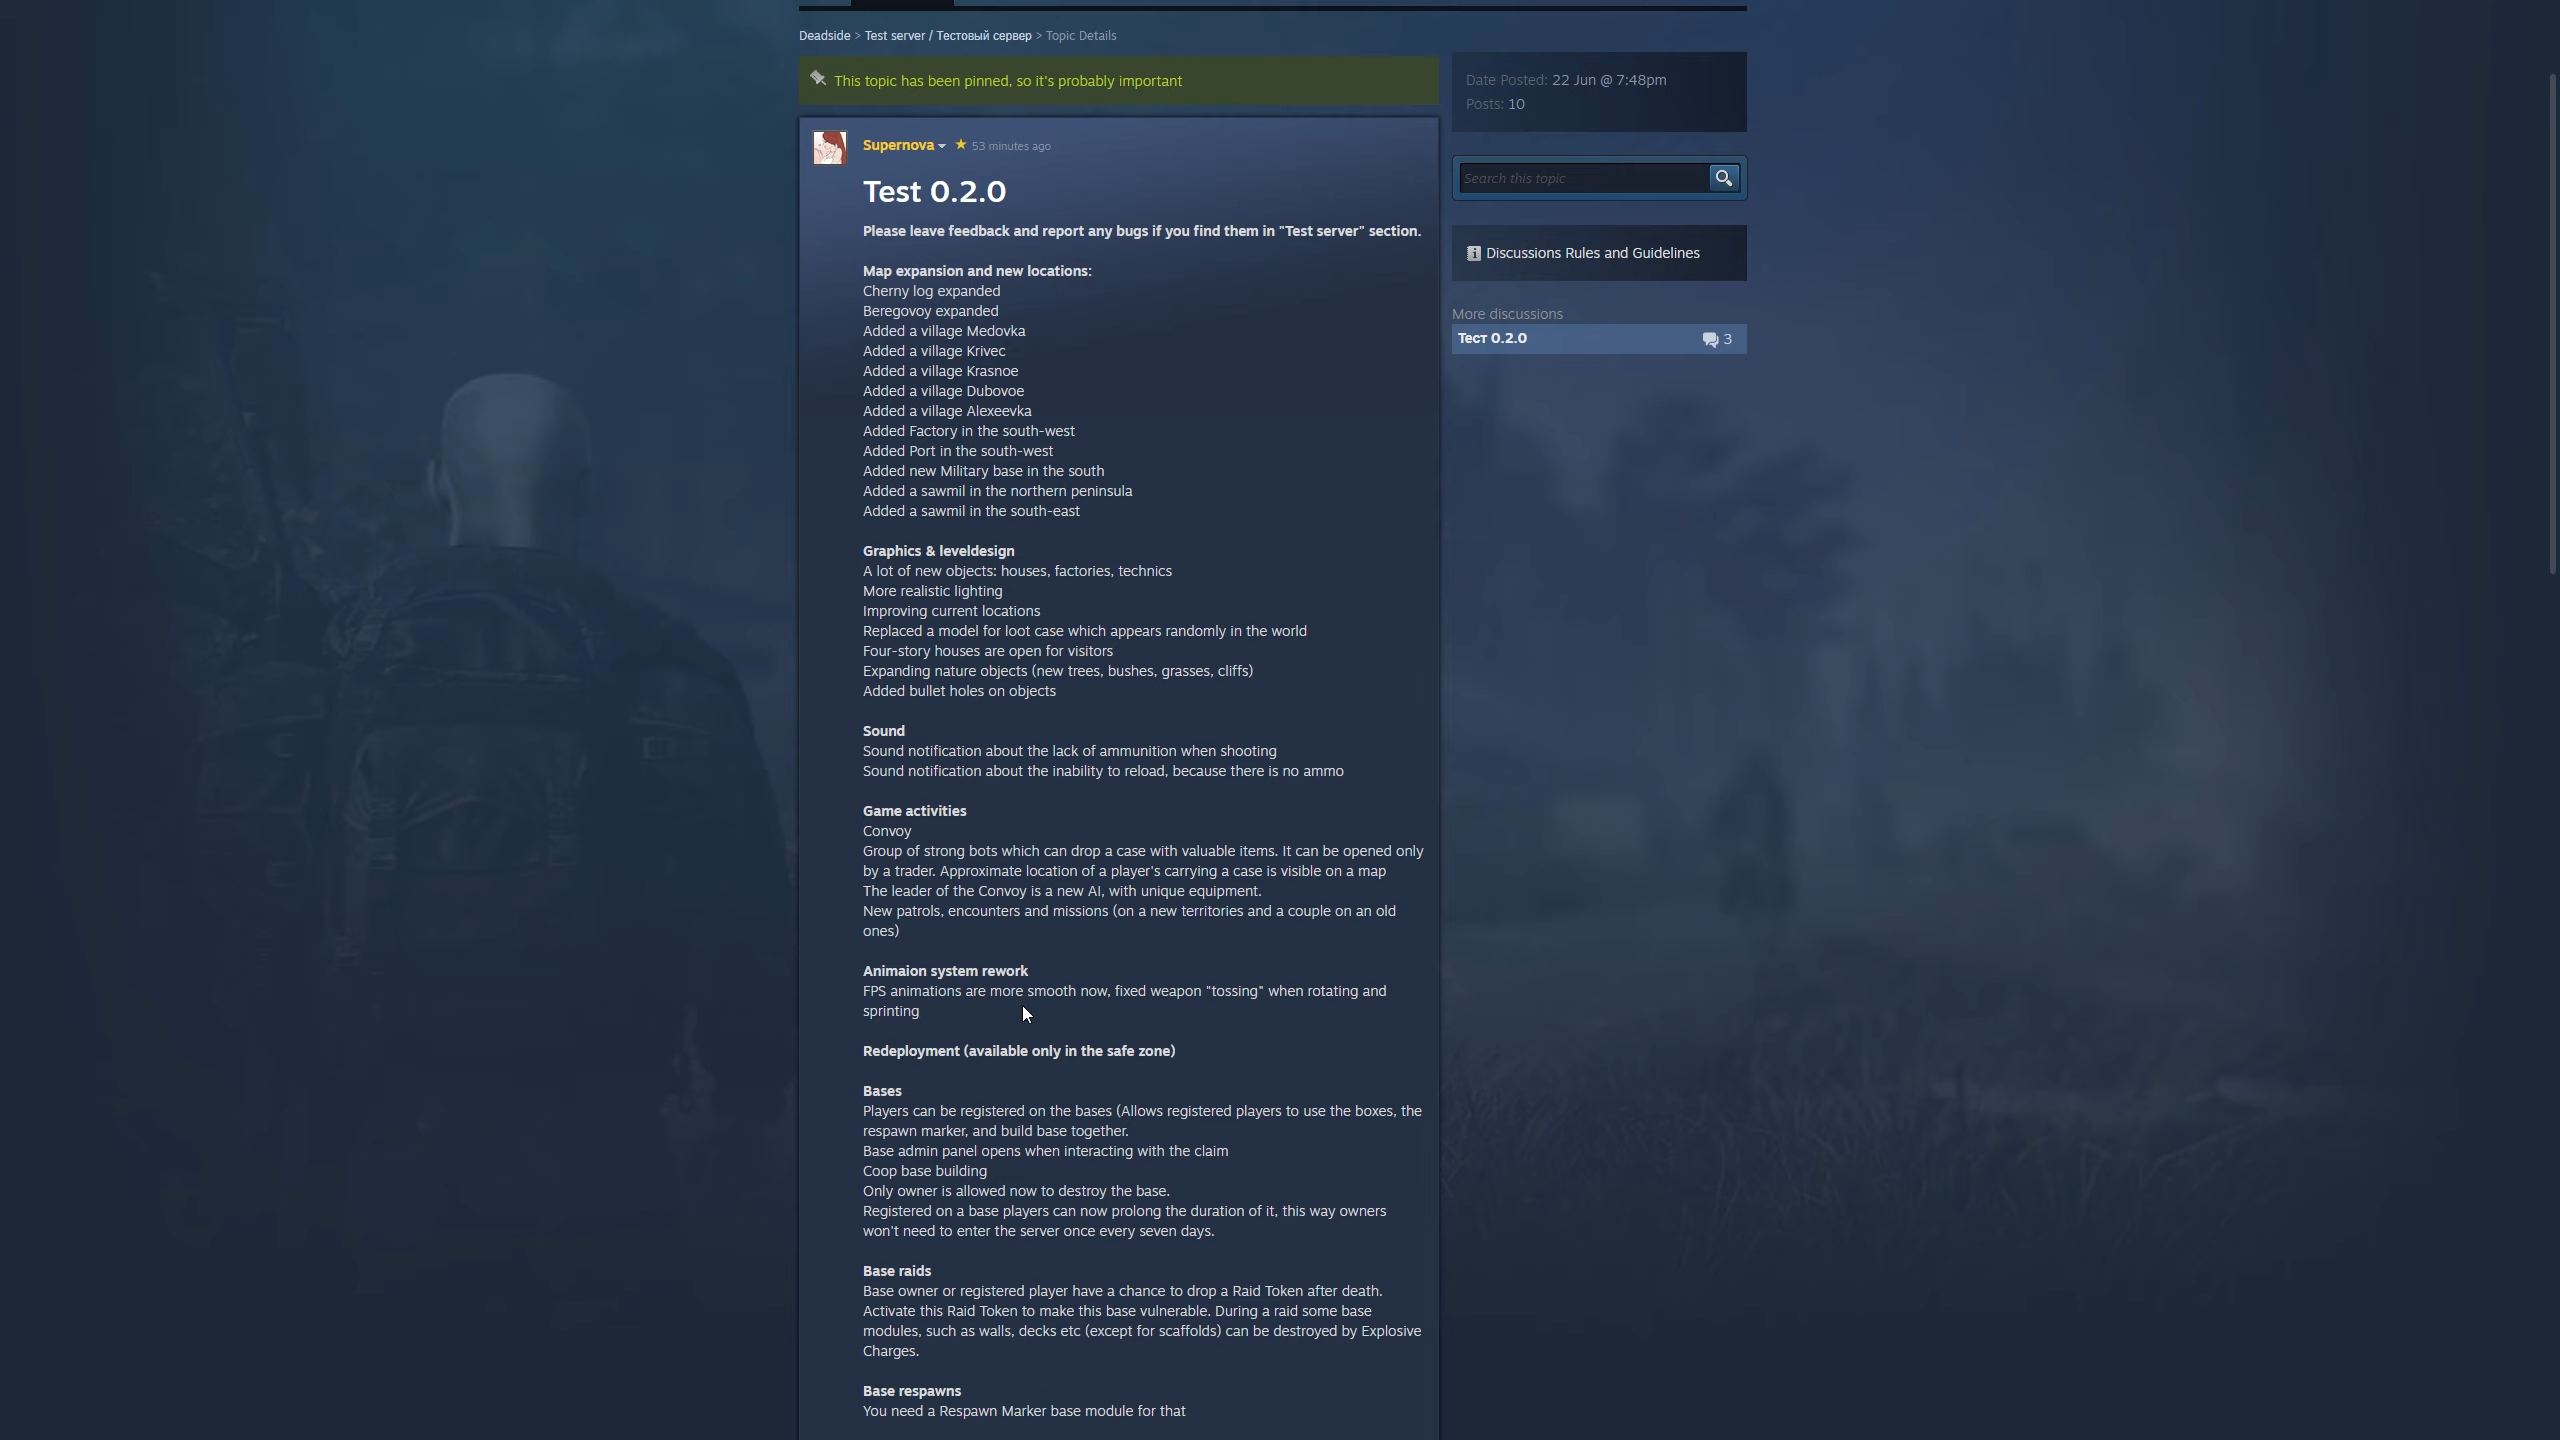 Deadside > Test server / Тестовый сервер > Topic Details
This topic has been pinned, so it's probably important
Supernova ★ 53 minutes ago
Test 0.2.0
Please leave feedback and report any bugs if you find them in "Test server" section.
Map expansion and new locations:
Cherny log expanded
Beregovoy expanded
Added a village Medovka
Added a village Krivec
Added a village Krasnoe
Added a village Dubovoe
Added a village Alexeevka
Added Factory in the south-west
Added Port in the south-west
Added new Military base in the south
Added a sawmil in the northern peninsula
Added a sawmil in the south-east
Graphics & leveldesign
A lot of new objects: houses, factories, technics
More realistic lighting
Improving current locations
Replaced a model for loot case which appears randomly in the world
Four-story houses are open for visitors
Expanding nature objects (new trees, bushes, grasses, cliffs)
Added bullet holes on objects
Sound
Sound notification about the lack of ammunition when shooting
Sound notification about the inability to reload, because there is no ammo
Game activities
Convoy
Group of strong bots which can drop a case with valuable items. It can be opened only
by a trader. Approximate location of a player's carrying a case is visible on a map
The leader of the Convoy is a new AI, with unique equipment.
New patrols, encounters and missions (on a new territories and a couple on an old
ones)
Animaion system rework
FPS animations are more smooth now, fixed weapon "tossing" when rotating and
sprinting
Redeployment (available only in the safe zone)
Bases
Players can be registered on the bases (Allows registered players to use the boxes, the
respawn marker, and build base together.
Base admin panel opens when interacting with the claim
Coop base building
Only owner is allowed now to destroy the base.
Registered on a base players can now prolong the duration of it, this way owners
won't need to enter the server once every seven days.
Base raids
Base owner or registered player have a chance to drop a Raid Token after death.
Activate this Raid Token to make this base vulnerable. During a raid some base
modules, such as walls, decks etc (except for scaffolds) can be destroyed by Explosive
Charges.
Base respawns
You need a Respawn Marker base module for that
Date Posted: 22 Jun @ 7:48pm
Posts: 10
Search this topic
Discussions Rules and Guidelines
More discussions
Тест 0.2.0 3